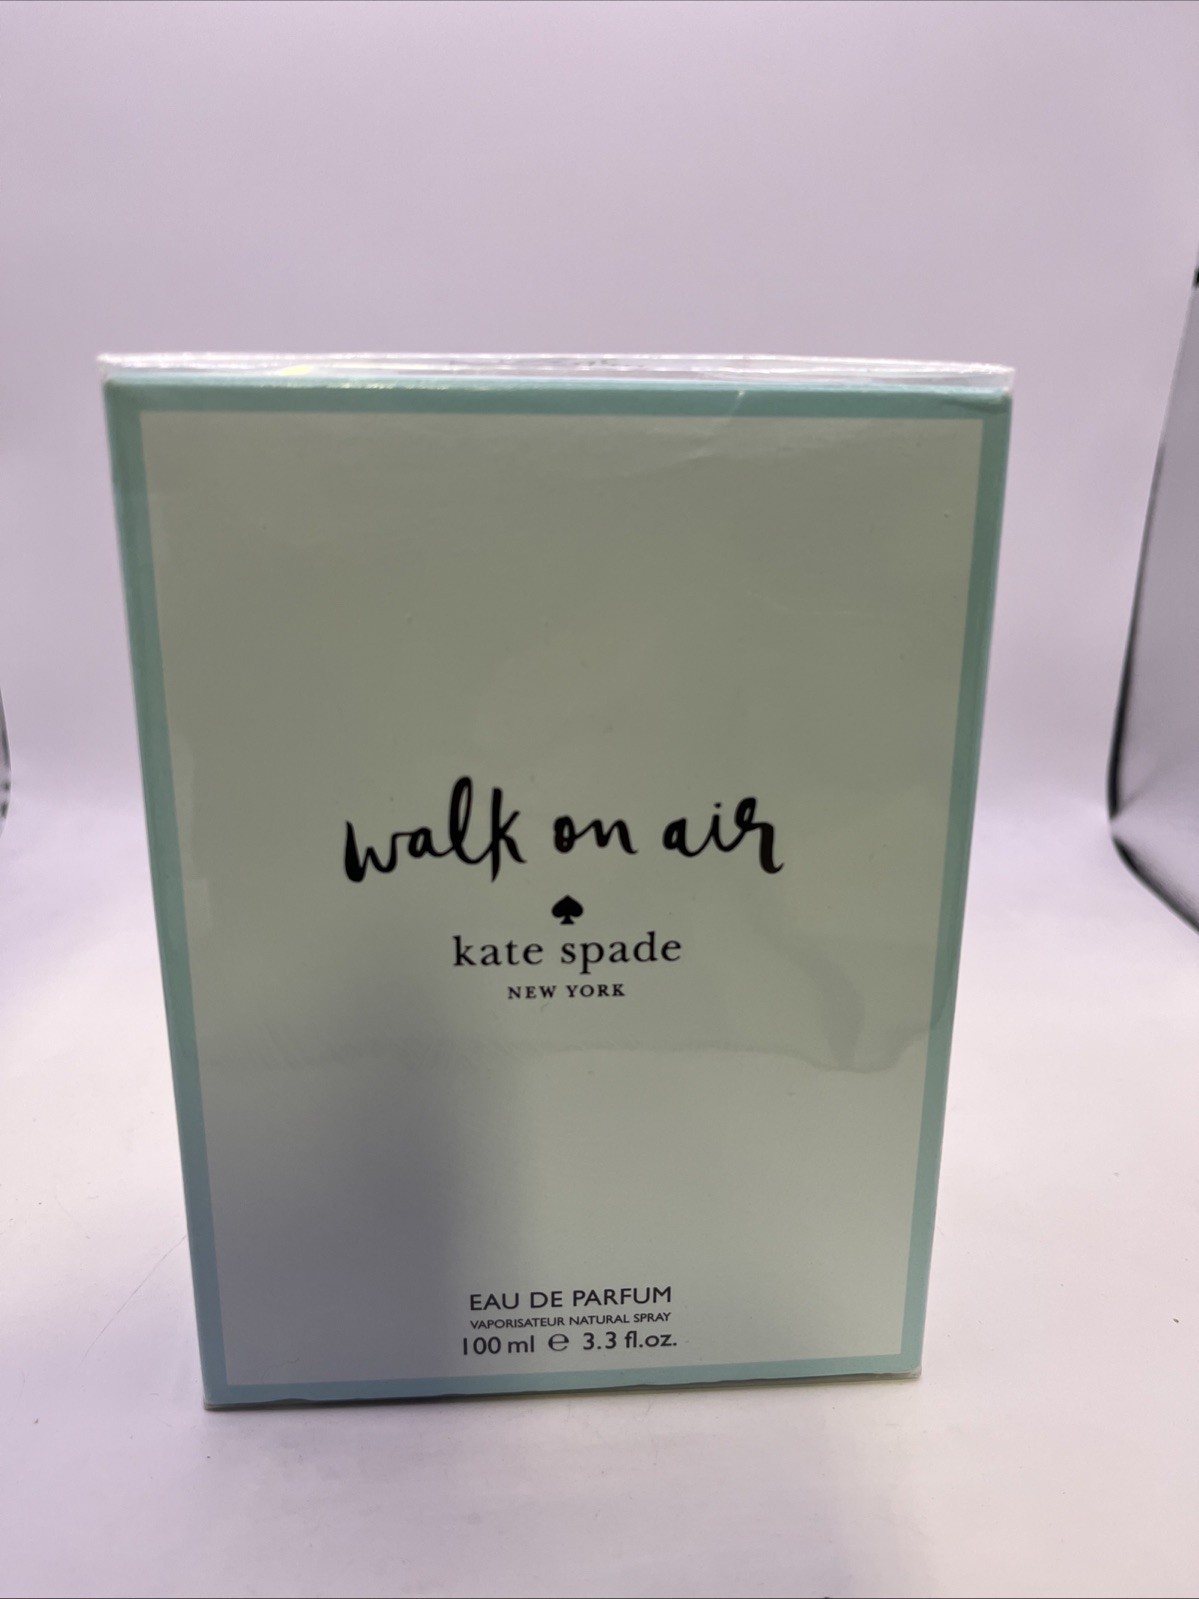 walk on air
kate spade
NEW YORK
EAU DE PARFUM
VAPORISATEUR NATURAL SPRAY
100 ml ℮ 3.3 fl.oz.